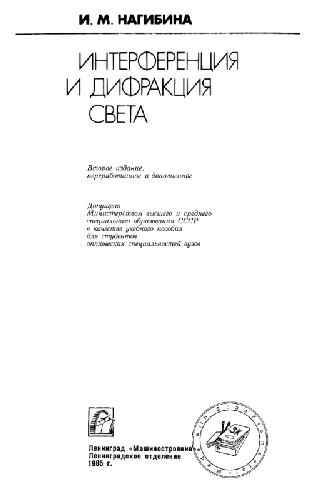 И. М. НАГИБИНА
ИНТЕРФЕРЕНЦИЯ
И ДИФРАКЦИЯ
СВЕТА
Второе издание,
переработанное и дополненное
Допущено
Министерством высшего и среднего
специального образования СССР
в качестве учебного пособия
для студентов
оптических специальностей вузов
Ленинград «Машиностроение»
Ленинградское отделение
1985 г.